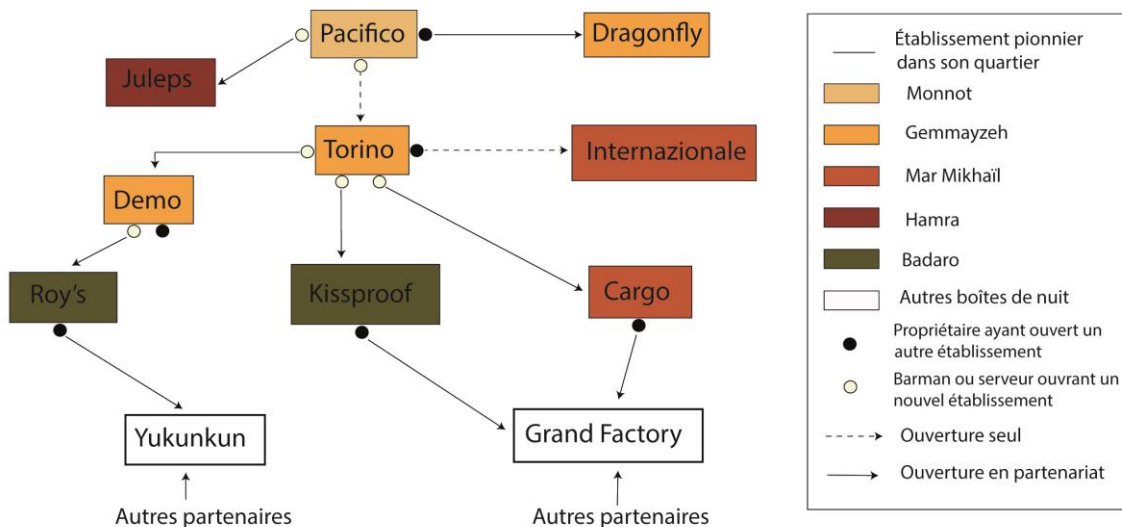 Pacifico
Dragonfly
Juleps
Torino
Internazionale
Demo
Roy's
Kissproof
Cargo
Yukunkun
Grand Factory
Autres partenaires
Autres partenaires
Établissement pionnier
dans son quartier
Monnot
Gemmayzeh
Mar Mikhaïl
Hamra
Badaro
Autres boîtes de nuit
Propriétaire ayant ouvert un
autre établissement
Barman ou serveur ouvrant un
nouvel établissement
Ouverture seul
Ouverture en partenariat